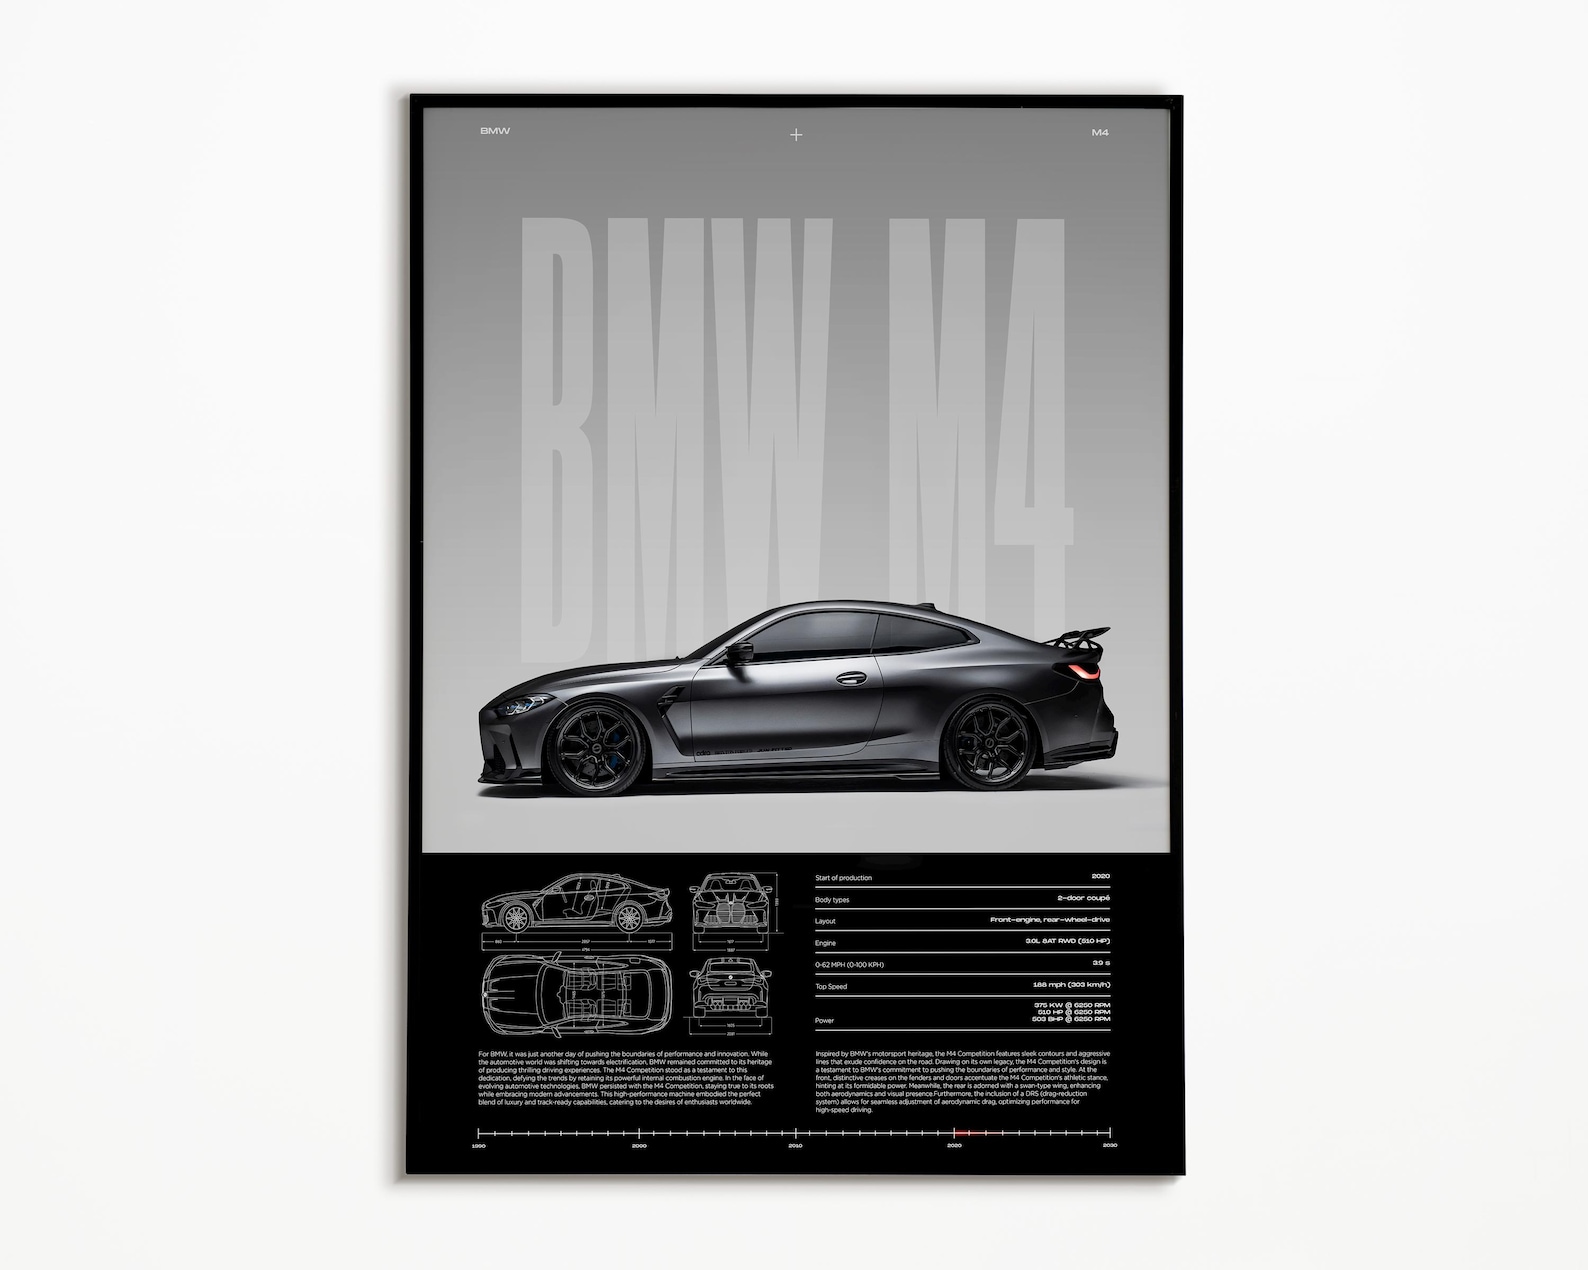 BMW
M4
BMW M4
Start of production 2020
Body types 2-door coupé
Layout Front-engine, rear-wheel-drive
Engine 3.0L 8AT RWD (510 HP)
0-62 MPH (0-100 KPH) 3.9 s
Top Speed 188 mph (303 km/h)
375 KW @ 6250 RPM
510 HP @ 6250 RPM
Power 503 BHP @ 6250 RPM
For BMW, it was just another day of pushing the boundaries of performance and innovation. While
the automotive world was shifting towards electrification, BMW remained committed to its heritage
of producing thrilling driving experiences. The M4 Competition stood as a testament to this
dedication, defying the trends by retaining its powerful internal combustion engine. In the face of
evolving automotive technologies, BMW persisted with the M4 Competition, staying true to its roots
while embracing modern advancements. This high-performance machine embodied the perfect
blend of luxury and track-ready capabilities, catering to the desires of enthusiasts worldwide.
Inspired by BMW's motorsport heritage, the M4 Competition features sleek contours and aggressive
lines that exude confidence on the road. Drawing on its own legacy, the M4 Competition's design is
a testament to BMW's commitment to pushing the boundaries of performance and style. At the
front, distinctive creases on the fenders and doors accentuate the M4 Competition's athletic stance,
hinting at its formidable power. Meanwhile, the rear is adorned with a swan-type wing, enhancing
both aerodynamics and visual presence.Furthermore, the inclusion of a DRS (drag-reduction
system) allows for seamless adjustment of aerodynamic drag, optimizing performance for
high-speed driving.
1990
2000
2010
2020
2030